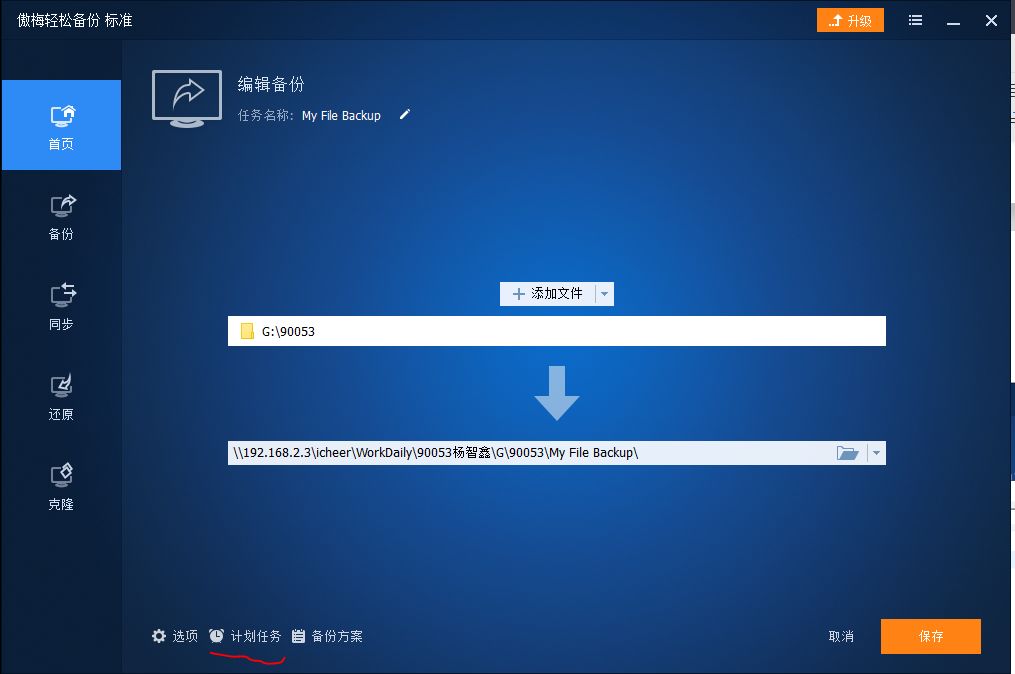 傲梅轻松备份 标准
升级
首页
备份
同步
还原
克隆
编辑备份
任务名称: My File Backup
添加文件
G:\90053
\\192.168.2.3\icheer\WorkDaily\90053杨智鑫\G\90053\My File Backup\
选项 计划任务 备份方案
取消 保存